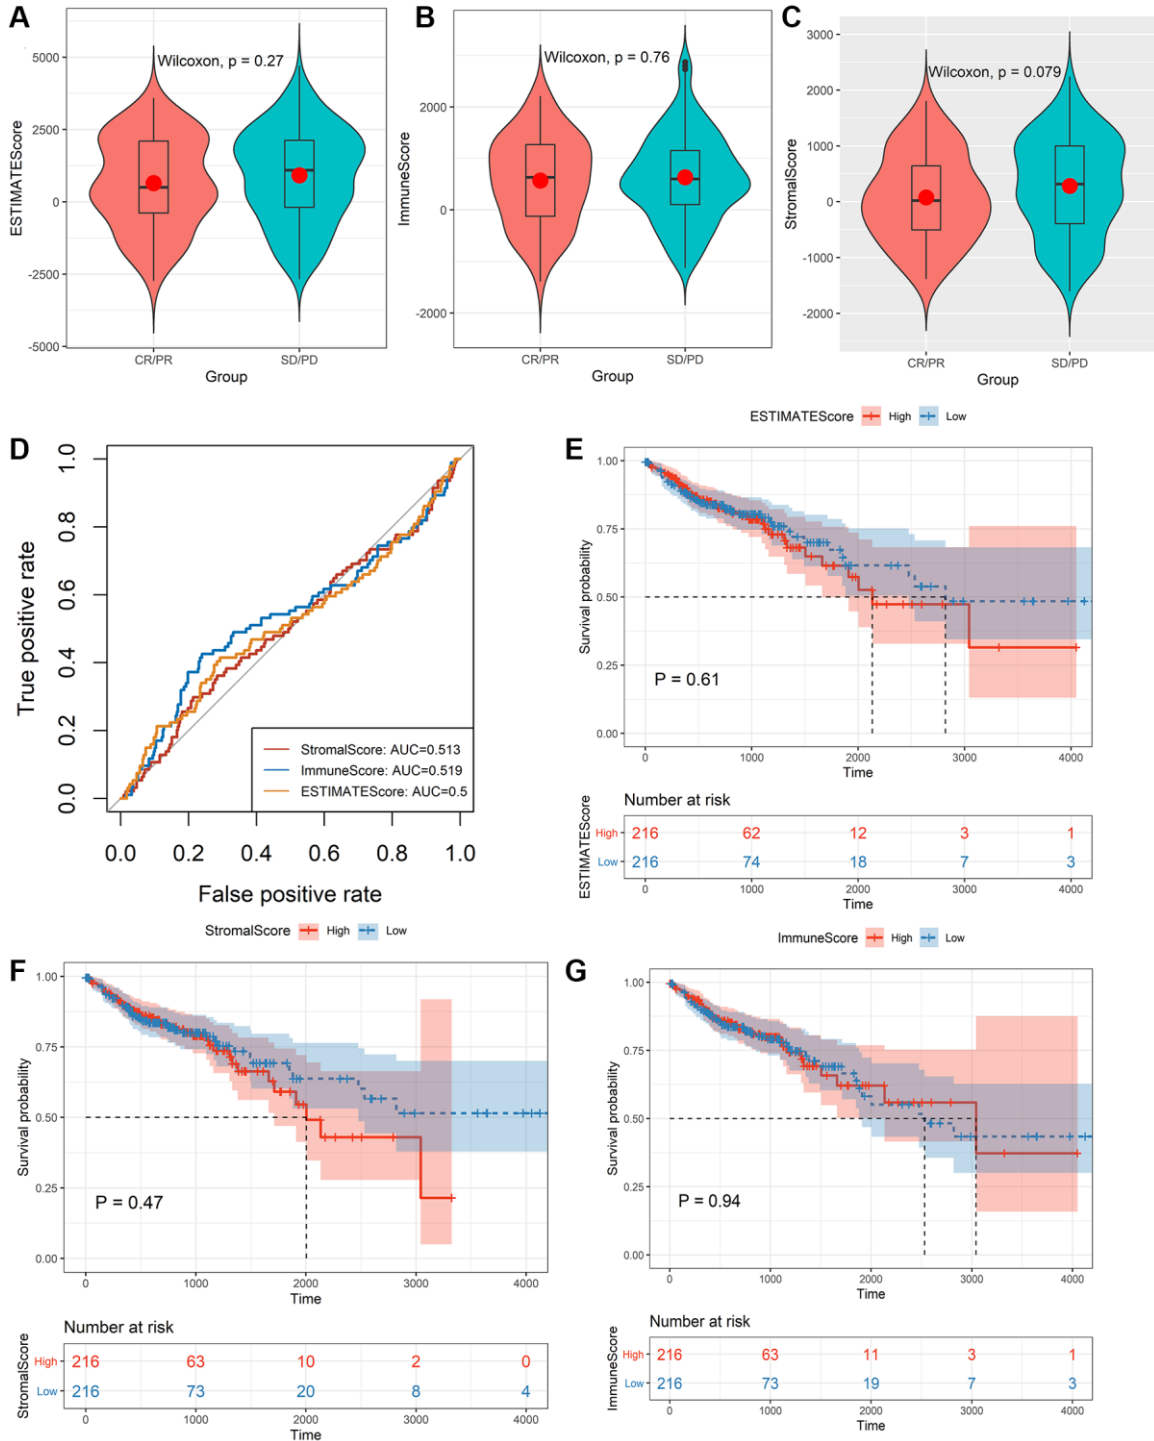 A
Wilcoxon, p = 0.27
ESTIMATEScore
5000
2500
0
-2500
-5000
CR/PR
SD/PD
Group
B
Wilcoxon, p = 0.76
ImmuneScore
2000
0
-2000
CR/PR
SD/PD
Group
C
Wilcoxon, p = 0.079
StromalScore
3000
2000
1000
0
-1000
-2000
CR/PR
SD/PD
Group
D
True positive rate
1.0
0.8
0.6
0.4
0.2
0.0
StromalScore: AUC=0.513
ImmuneScore: AUC=0.519
ESTIMATEScore: AUC=0.5
0.0 0.2 0.4 0.6 0.8 1.0
False positive rate
E
ESTIMATEScore High Low
Survival probability
1.00
0.75
0.50
0.25
0.00
P = 0.61
0 1000 2000 3000 4000
Time
Number at risk
ESTIMATEScore
High 216 62 12 3 1
Low 216 74 18 7 3
0 1000 2000 3000 4000
Time
F
StromalScore High Low
Survival probability
1.00
0.75
0.50
0.25
0.00
P = 0.47
0 1000 2000 3000 4000
Time
Number at risk
StromalScore
High 216 63 10 2 0
Low 216 73 20 8 4
0 1000 2000 3000 4000
Time
G
ImmuneScore High Low
Survival probability
1.00
0.75
0.50
0.25
0.00
P = 0.94
0 1000 2000 3000 4000
Time
Number at risk
ImmuneScore
High 216 63 11 3 1
Low 216 73 19 7 3
0 1000 2000 3000 4000
Time